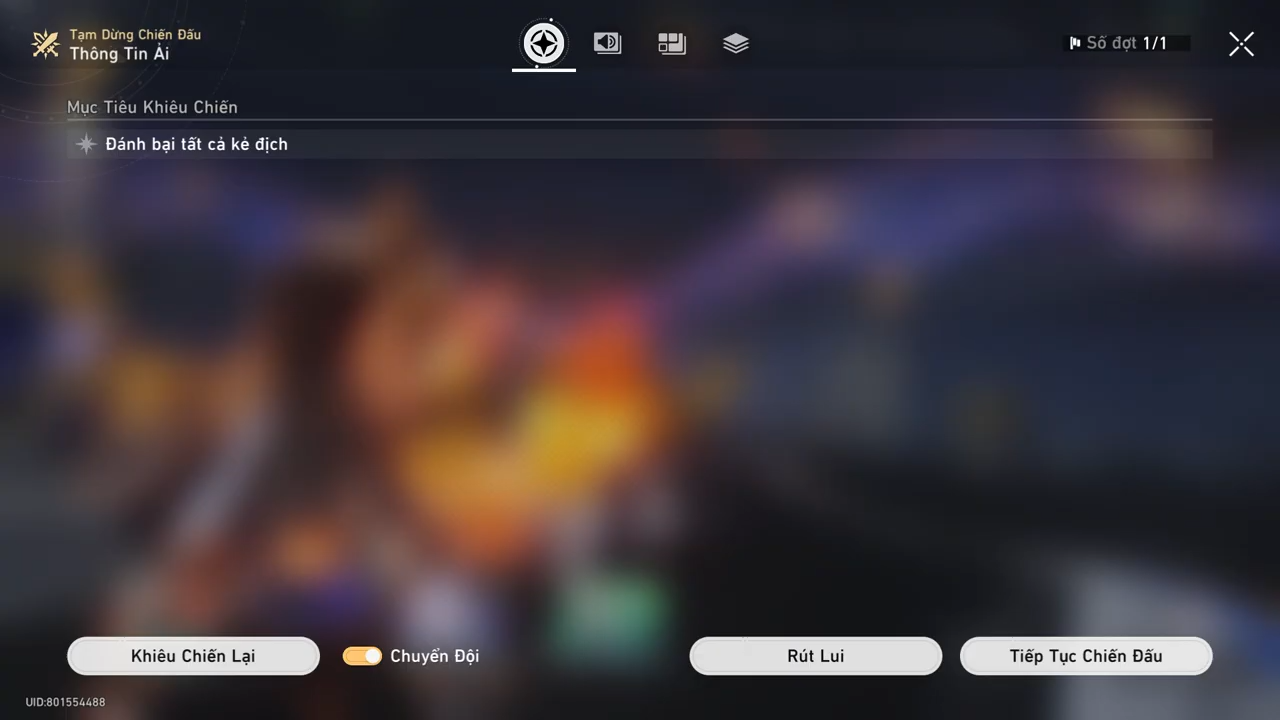 Tạm Dừng Chiến Đấu
Thông Tin Ải
Số đợt 1/1
Mục Tiêu Khiêu Chiến
Đánh bại tất cả kẻ địch
Khiêu Chiến Lại
Chuyển Đội
Rút Lui
Tiếp Tục Chiến Đấu
UID:801554488